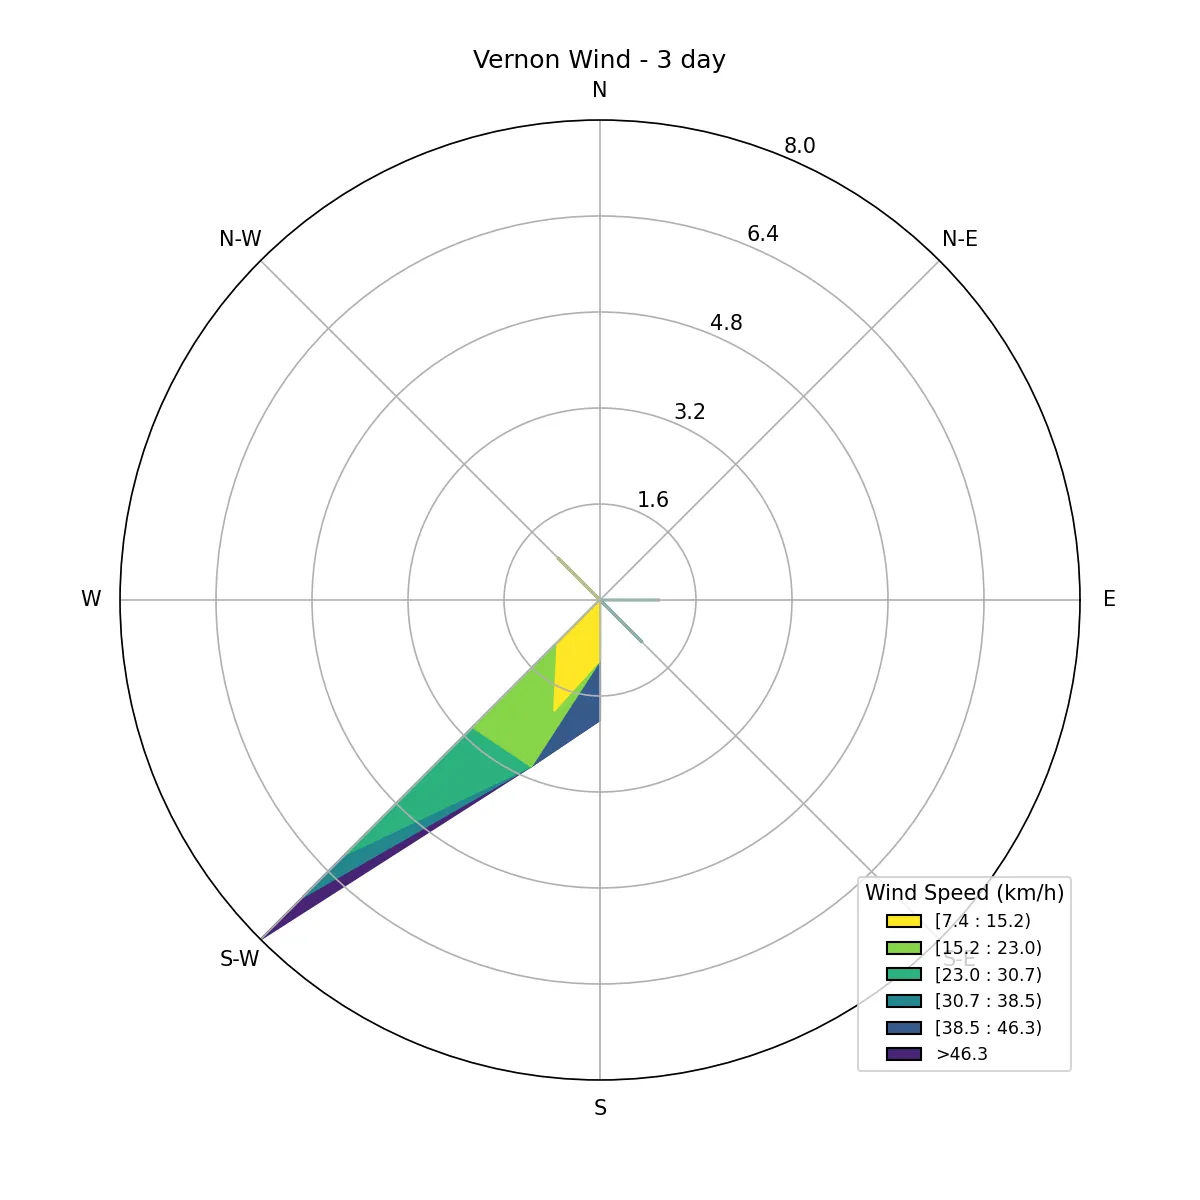 Vernon Wind - 3 day
N
8.0
N-W
6.4
N-E
4.8
3.2
1.6
W
E
S-W
S-E
Wind Speed (km/h)
[7.4 : 15.2)
[15.2 : 23.0)
[23.0 : 30.7)
[30.7 : 38.5)
[38.5 : 46.3)
>46.3
S